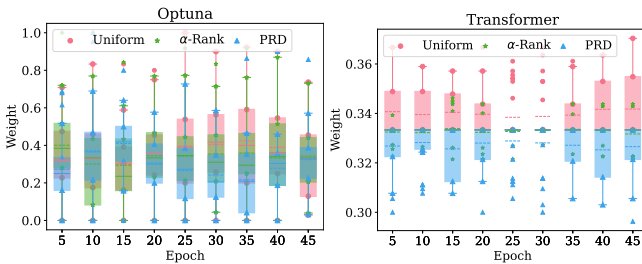 Optuna
Uniform α-Rank PRD
Weight
1.0
0.8
0.6
0.4
0.2
0.0
5 10 15 20 25 30 35 40 45
Epoch
Transformer
Uniform α-Rank PRD
Weight
0.36
0.34
0.32
0.30
5 10 15 20 25 30 35 40 45
Epoch